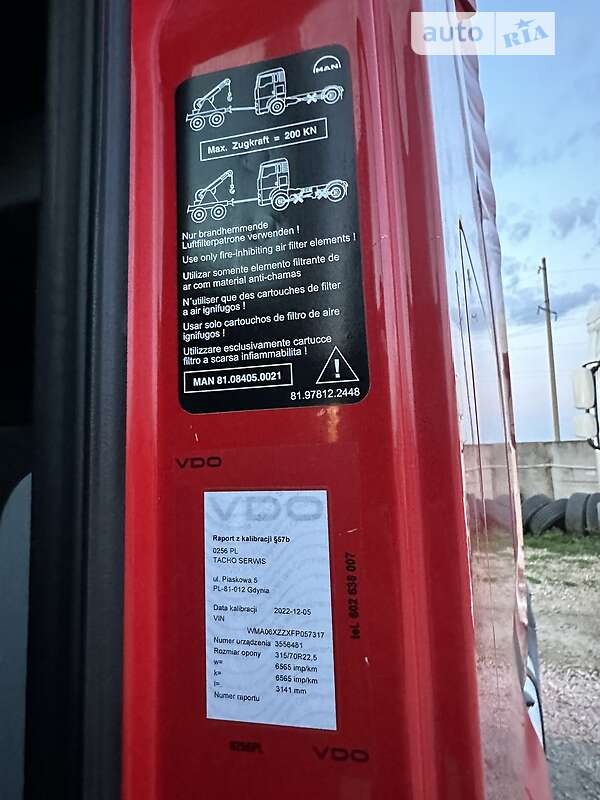 auto RIA
MAN
Max. Zugkraft = 200 KN
Nur brandhemmende
Luftfilterpatrone verwenden !
Use only fire-inhibiting air filter elements !
Utilizar somente elemento filtrante de
ar com material anti-chamas
N´utiliser que des cartouches de filter
a air ignifugos !
Usar solo cartouchos de filtro de aire
ignifugos !
Utilizzare esclusivamente cartucce
filtro a scarsa infiammabilita !
MAN 81.08405.0021
81.97812.2448
VDO
VDO
Raport z kalibracji §57b
0256 PL
TACHO SERWIS
ul. Piaskowa 5
PL-81-012 Gdynia
Data kalibracji 2022-12-05
VIN
WMA06XZZXFP057317
Numer urządzenia 3556481
Rozmiar opony 315/70R22,5
w= 6565 imp/km
k= 6565 imp/km
l= 3141 mm
Numer raportu
tel. 602 638 007
0256PL
VDO